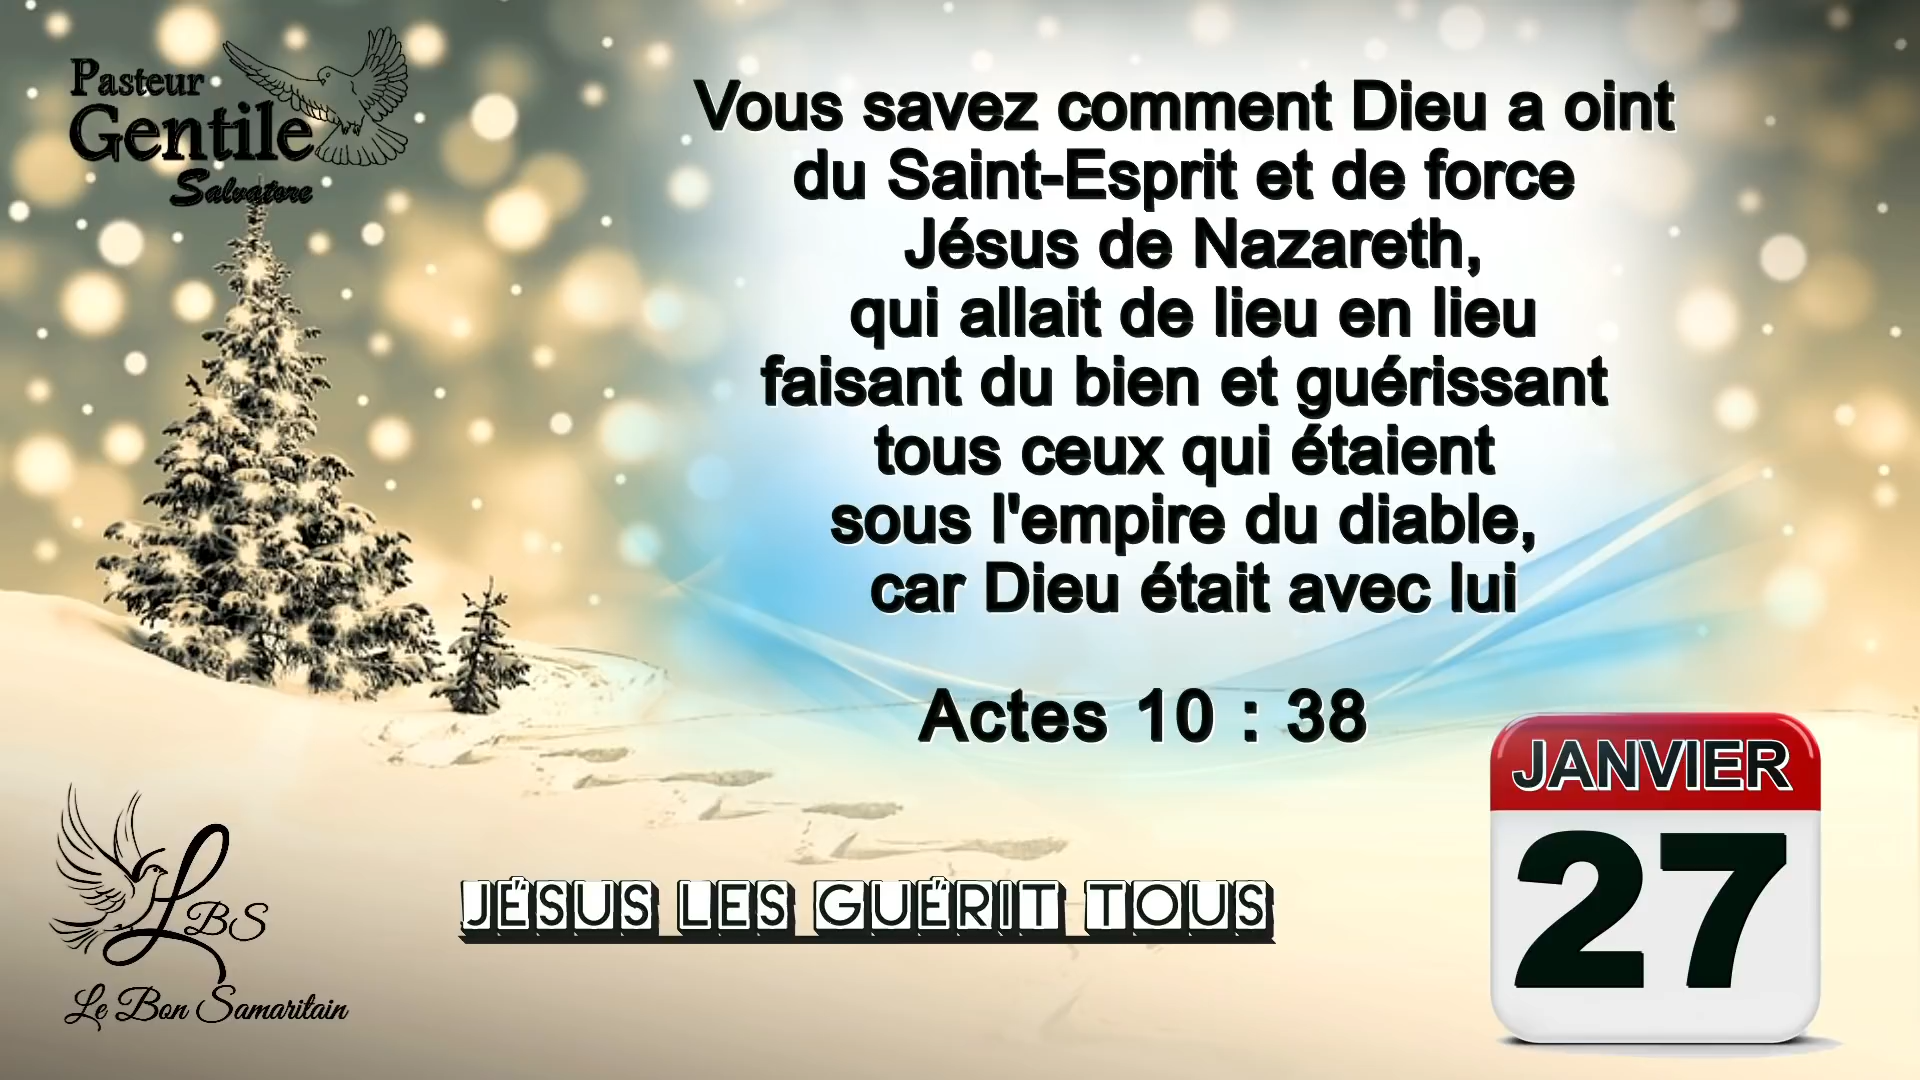 Pasteur
Gentile
Salvatore
Vous savez comment Dieu a oint
du Saint-Esprit et de force
Jésus de Nazareth,
qui allait de lieu en lieu
faisant du bien et guérissant
tous ceux qui étaient
sous l'empire du diable,
car Dieu était avec lui
Actes 10 : 38
JANVIER
27
JÉSUS LES GUÉRIT TOUS
LBS
Le Bon Samaritain